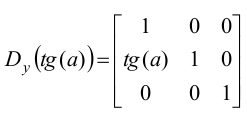 D_y(tg(a)) = [ 1 0 0
tg(a) 1 0
0 0 1 ]